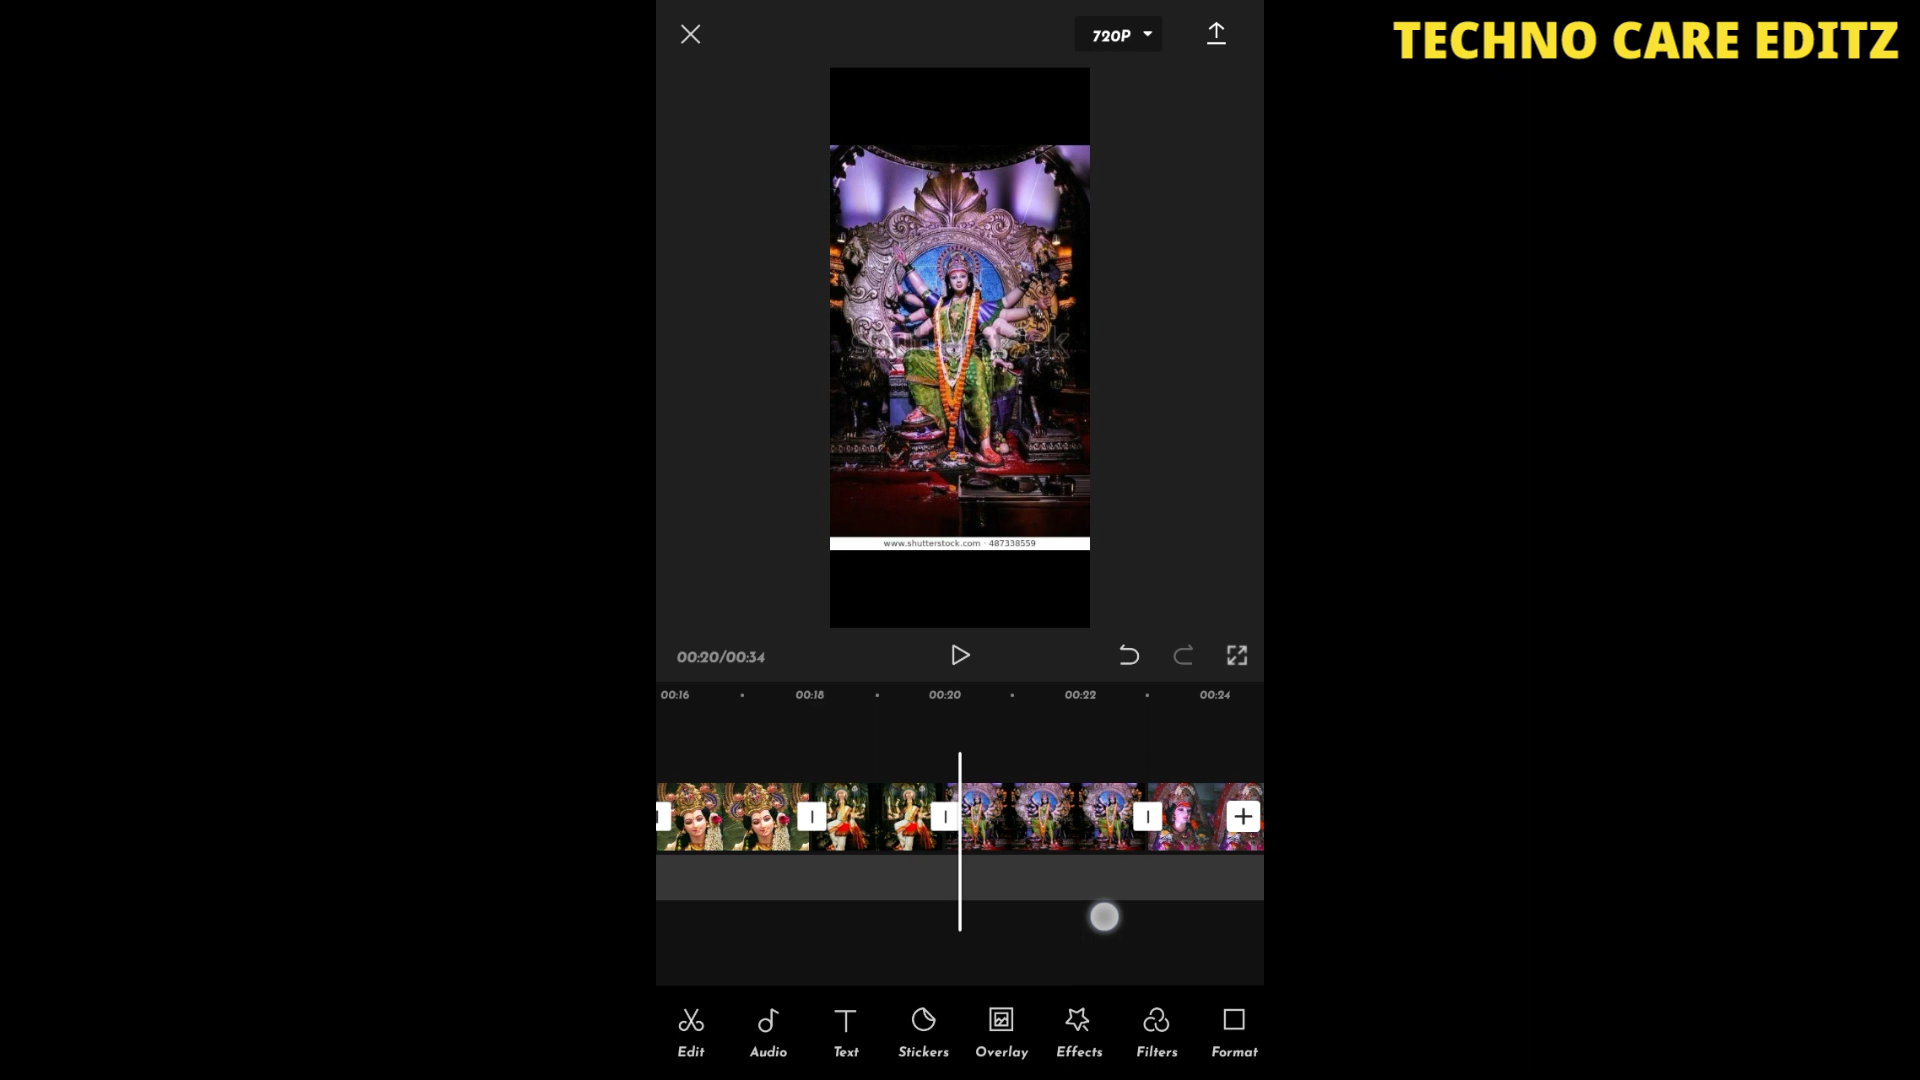 TECHNO CARE EDITZ
720P
shutterstock
www.shutterstock.com · 487338559
00:20/00:34
00:16
00:18
00:20
00:22
00:24
Edit
Audio
Text
Stickers
Overlay
Effects
Filters
Format